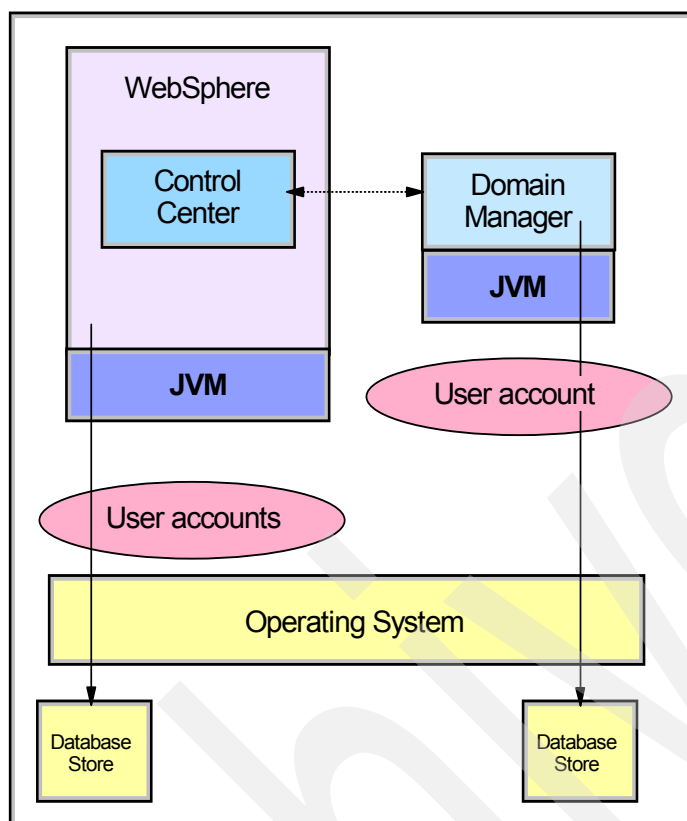 WebSphere
Control
Center
Domain
Manager
JVM
JVM
User account
User accounts
Operating System
Database
Store
Database
Store